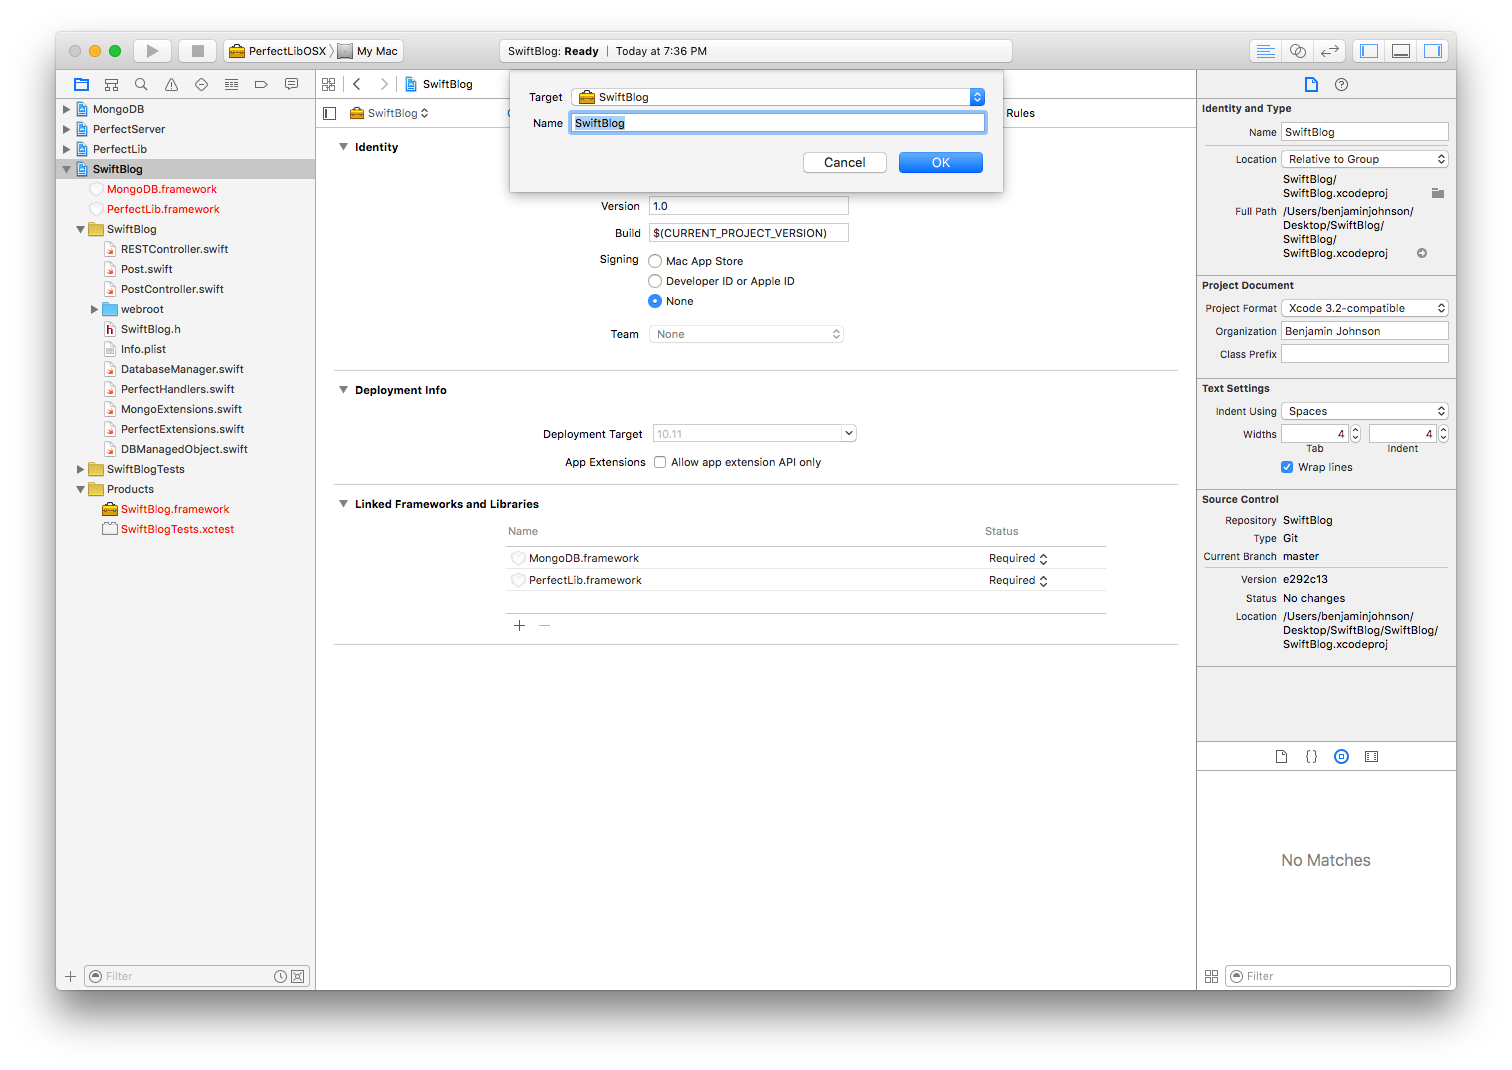 PerfectLibOSX
My Mac
SwiftBlog: Ready | Today at 7:36 PM
SwiftBlog
MongoDB
PerfectServer
PerfectLib
SwiftBlog
MongoDB.framework
PerfectLib.framework
SwiftBlog
RESTController.swift
Post.swift
PostController.swift
webroot
SwiftBlog.h
Info.plist
DatabaseManager.swift
PerfectHandlers.swift
MongoExtensions.swift
PerfectExtensions.swift
DBManagedObject.swift
SwiftBlogTests
Products
SwiftBlog.framework
SwiftBlogTests.xctest
Filter
SwiftBlog
Rules
Target SwiftBlog
Name SwiftBlog
Cancel OK
Identity
Version 1.0
Build $(CURRENT_PROJECT_VERSION)
Signing Mac App Store
Developer ID or Apple ID
None
Team None
Deployment Info
Deployment Target 10.11
App Extensions Allow app extension API only
Linked Frameworks and Libraries
Name Status
MongoDB.framework Required
PerfectLib.framework Required
Identity and Type
Name SwiftBlog
Location Relative to Group
SwiftBlog/
SwiftBlog.xcodeproj
Full Path /Users/benjaminjohnson/
Desktop/SwiftBlog/
SwiftBlog/
SwiftBlog.xcodeproj
Project Document
Project Format Xcode 3.2-compatible
Organization Benjamin Johnson
Class Prefix
Text Settings
Indent Using Spaces
Widths 4 4
Tab Indent
Wrap lines
Source Control
Repository SwiftBlog
Type Git
Current Branch master
Version e292c13
Status No changes
Location /Users/benjaminjohnson/
Desktop/SwiftBlog/SwiftBlog/
SwiftBlog.xcodeproj
No Matches
Filter